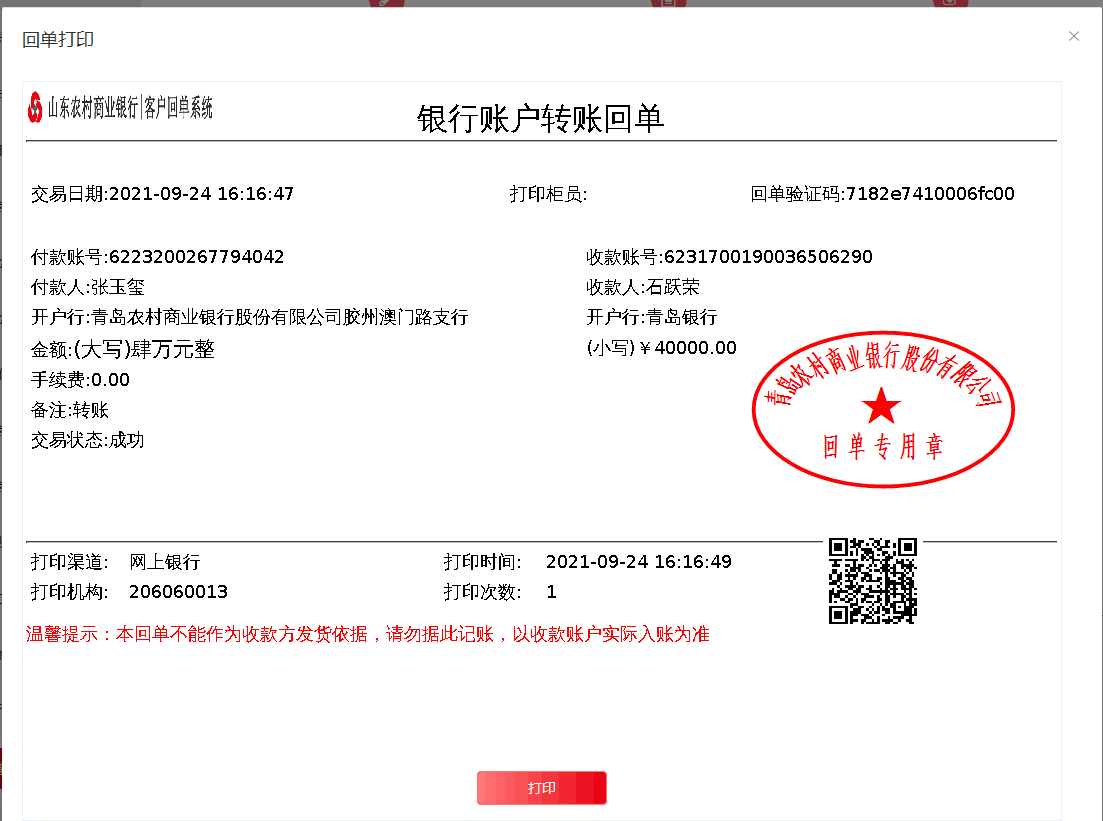 回单打印
山东农村商业银行|客户回单系统
银行账户转账回单
交易日期:2021-09-24 16:16:47 打印柜员: 回单验证码:7182e7410006fc00
付款账号:6223200267794042 收款账号:6231700190036506290
付款人:张玉玺 收款人:石跃荣
开户行:青岛农村商业银行股份有限公司胶州澳门路支行 开户行:青岛银行
金额:(大写)肆万元整 (小写)￥40000.00
手续费:0.00
备注:转账
交易状态:成功
青岛农村商业银行股份有限公司
回单专用章
打印渠道: 网上银行 打印时间: 2021-09-24 16:16:49
打印机构: 206060013 打印次数: 1
温馨提示：本回单不能作为收款方发货依据，请勿据此记账，以收款账户实际入账为准
打印